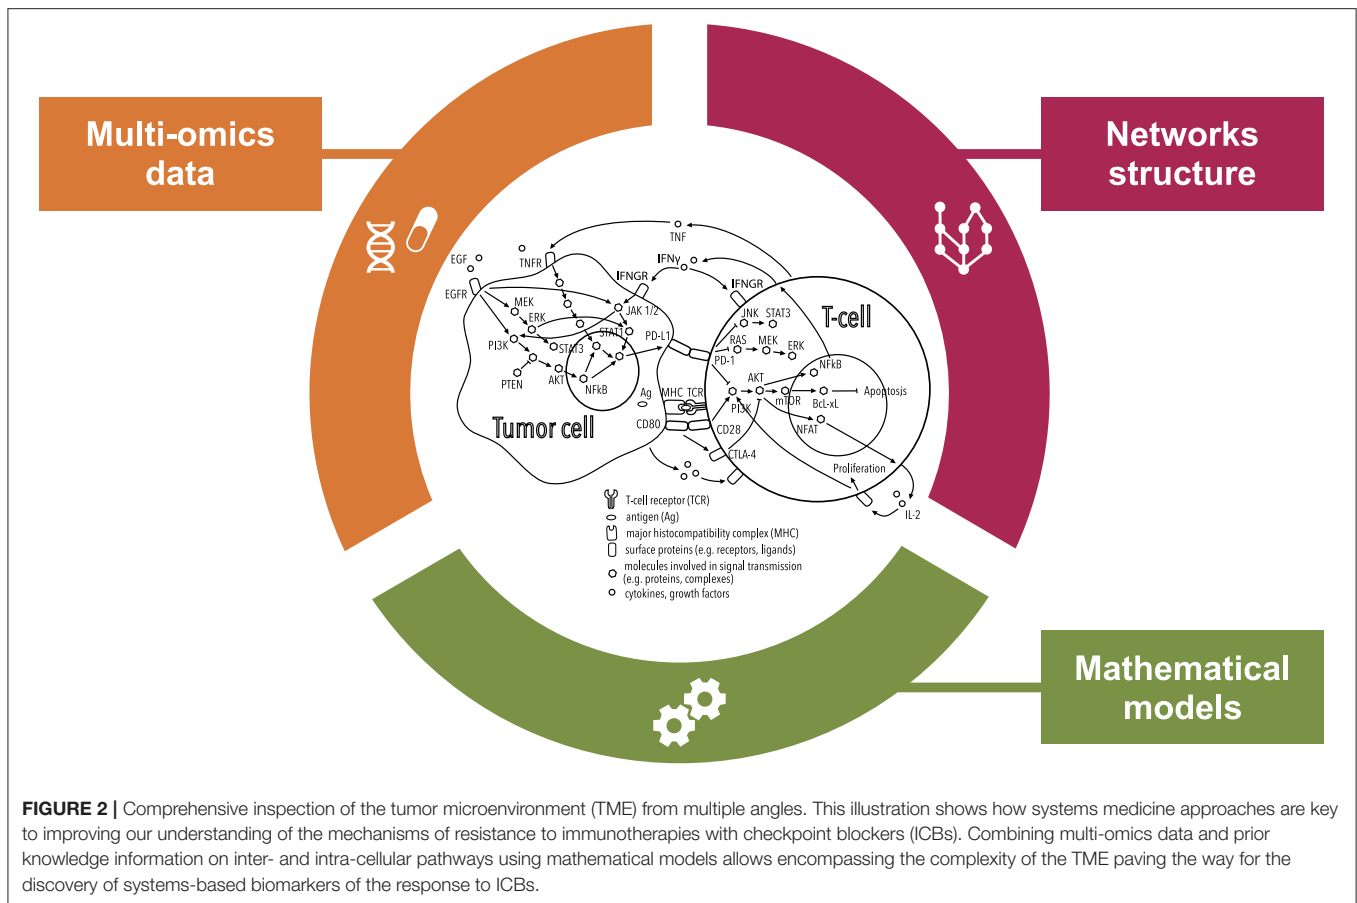 Multi-omics
data
Networks
structure
TNF
EGF
TNFR
IFNγ
EGFR
IFNGR
IFNGR
MEK
ERK
JAK 1/2
JNK
STAT3
T-cell
PI3K
STAT3
STAT1
PD-L1
RAS
MEK
ERK
PD-1
PTEN
AKT
NFkB
AKT
NFkB
Ag
MHC
TCR
PI3K
mTOR
BcL-xL
Apoptosis
Tumor cell
CD80
CD28
NFAT
CTLA-4
Proliferation
IL-2
T-cell receptor (TCR)
antigen (Ag)
major histocompatibility complex (MHC)
surface proteins (e.g. receptors, ligands)
molecules involved in signal transmission
(e.g. proteins, complexes)
cytokines, growth factors
Mathematical
models
FIGURE 2 | Comprehensive inspection of the tumor microenvironment (TME) from multiple angles. This illustration shows how systems medicine approaches are key
to improving our understanding of the mechanisms of resistance to immunotherapies with checkpoint blockers (ICBs). Combining multi-omics data and prior
knowledge information on inter- and intra-cellular pathways using mathematical models allows encompassing the complexity of the TME paving the way for the
discovery of systems-based biomarkers of the response to ICBs.